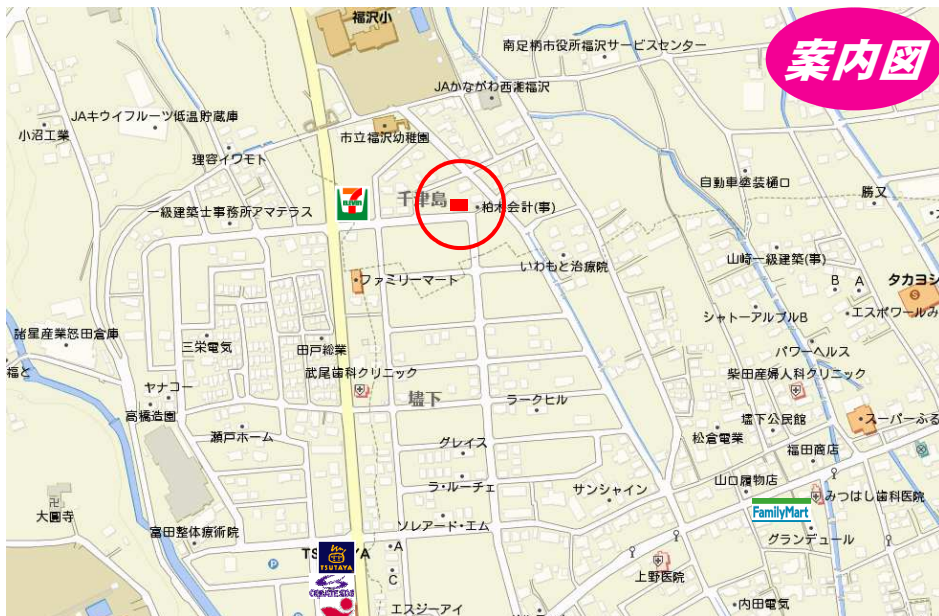 福沢小
案内図
南足柄市役所福沢サービスセンター
JAかながわ西湘福沢
JAキウイフルーツ低温貯蔵庫
小沼工業
市立福沢幼稚園
理容イワモト
自動車塗装樋口
勝又
千津島
柏木会計(事)
一級建築士事務所アマテラス
ELEVEN
いわもと治療院
山崎一級建築(事)
ファミリーマート
B
A
タカヨシ
エスポワールみ
シャトーアルブルB
諸星産業怒田倉庫
三栄電気
田戸総業
パワーヘルス
福と
武尾歯科クリニック
柴田産婦人科クリニック
ヤナコー
高橋造園
壗下
ラークヒル
壗下公民館
スーパーふる
瀬戸ホーム
松倉電業
グレイス
福田商店
ラ・ルーチェ
サンシャイン
山口履物店
みつはし歯科医院
FamilyMart
大圓寺
富田整体療術院
ソレアード・エム
グランデュール
TSUTAYA
A
TSUTAYA
P
上野医院
C
CREATE SDS
エスジーアイ
内田電気